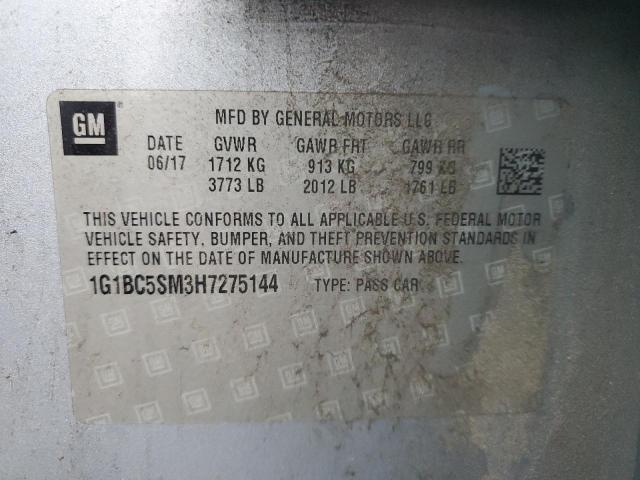 GM
MFD BY GENERAL MOTORS LLC
DATE GVWR GAWR FRT GAWR RR
06/17 1712 KG 913 KG 799 KG
3773 LB 2012 LB 1761 LB
THIS VEHICLE CONFORMS TO ALL APPLICABLE U.S. FEDERAL MOTOR
VEHICLE SAFETY, BUMPER, AND THEFT PREVENTION STANDARDS IN
EFFECT ON THE DATE OF MANUFACTURE SHOWN ABOVE.
1G1BC5SM3H7275144 TYPE: PASS CAR